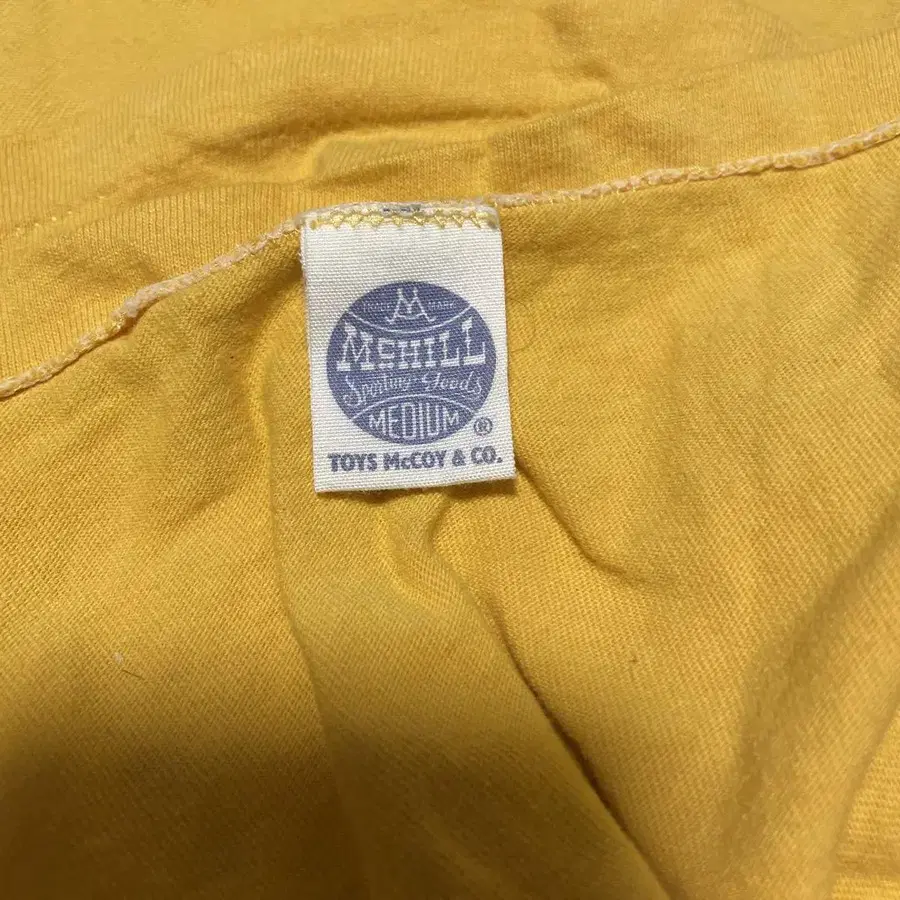 McHILL
Sporting Goods
MEDIUM
®
TOYS McCOY & CO.